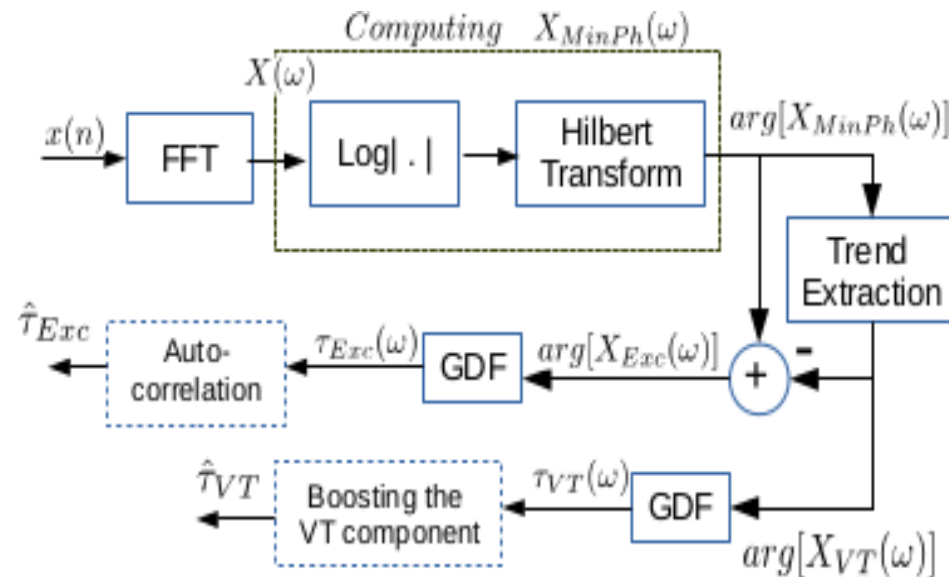 Computing X_{MinPh}(ω)
X(ω)
x(n)
FFT
Log| . |
Hilbert
Transform
arg[X_{MinPh}(ω)]
Trend
Extraction
-
+
arg[X_{Exc}(ω)]
GDF
τ_{Exc}(ω)
Auto-
correlation
τ̂_{Exc}
arg[X_{VT}(ω)]
GDF
τ_{VT}(ω)
Boosting the
VT component
τ̂_{VT}